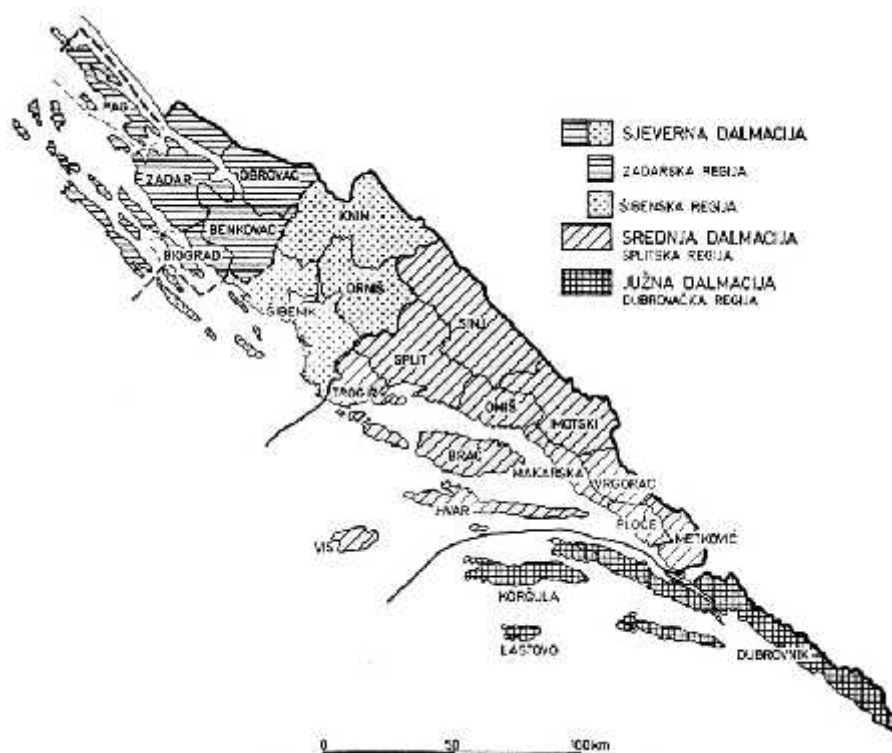 PAG
ZADAR
OBROVAC
BENKOVAC
BIOGRAD
KNIN
DRNIŠ
ŠIBENIK
SINJ
SPLIT
TROGIR
OMIŠ
IMOTSKI
BRAČ
MAKARSKA
VRGORAC
HVAR
PLOČE
METKOVIĆ
VIS
KORČULA
LASTOVO
DUBROVNIK
SJEVERNA DALMACIJA
ZADARSKA REGIJA
ŠIBENSKA REGIJA
SREDNJA DALMACIJA
SPLITSKA REGIJA
JUŽNA DALMACIJA
DUBROVAČKA REGIJA
0 50 100 km